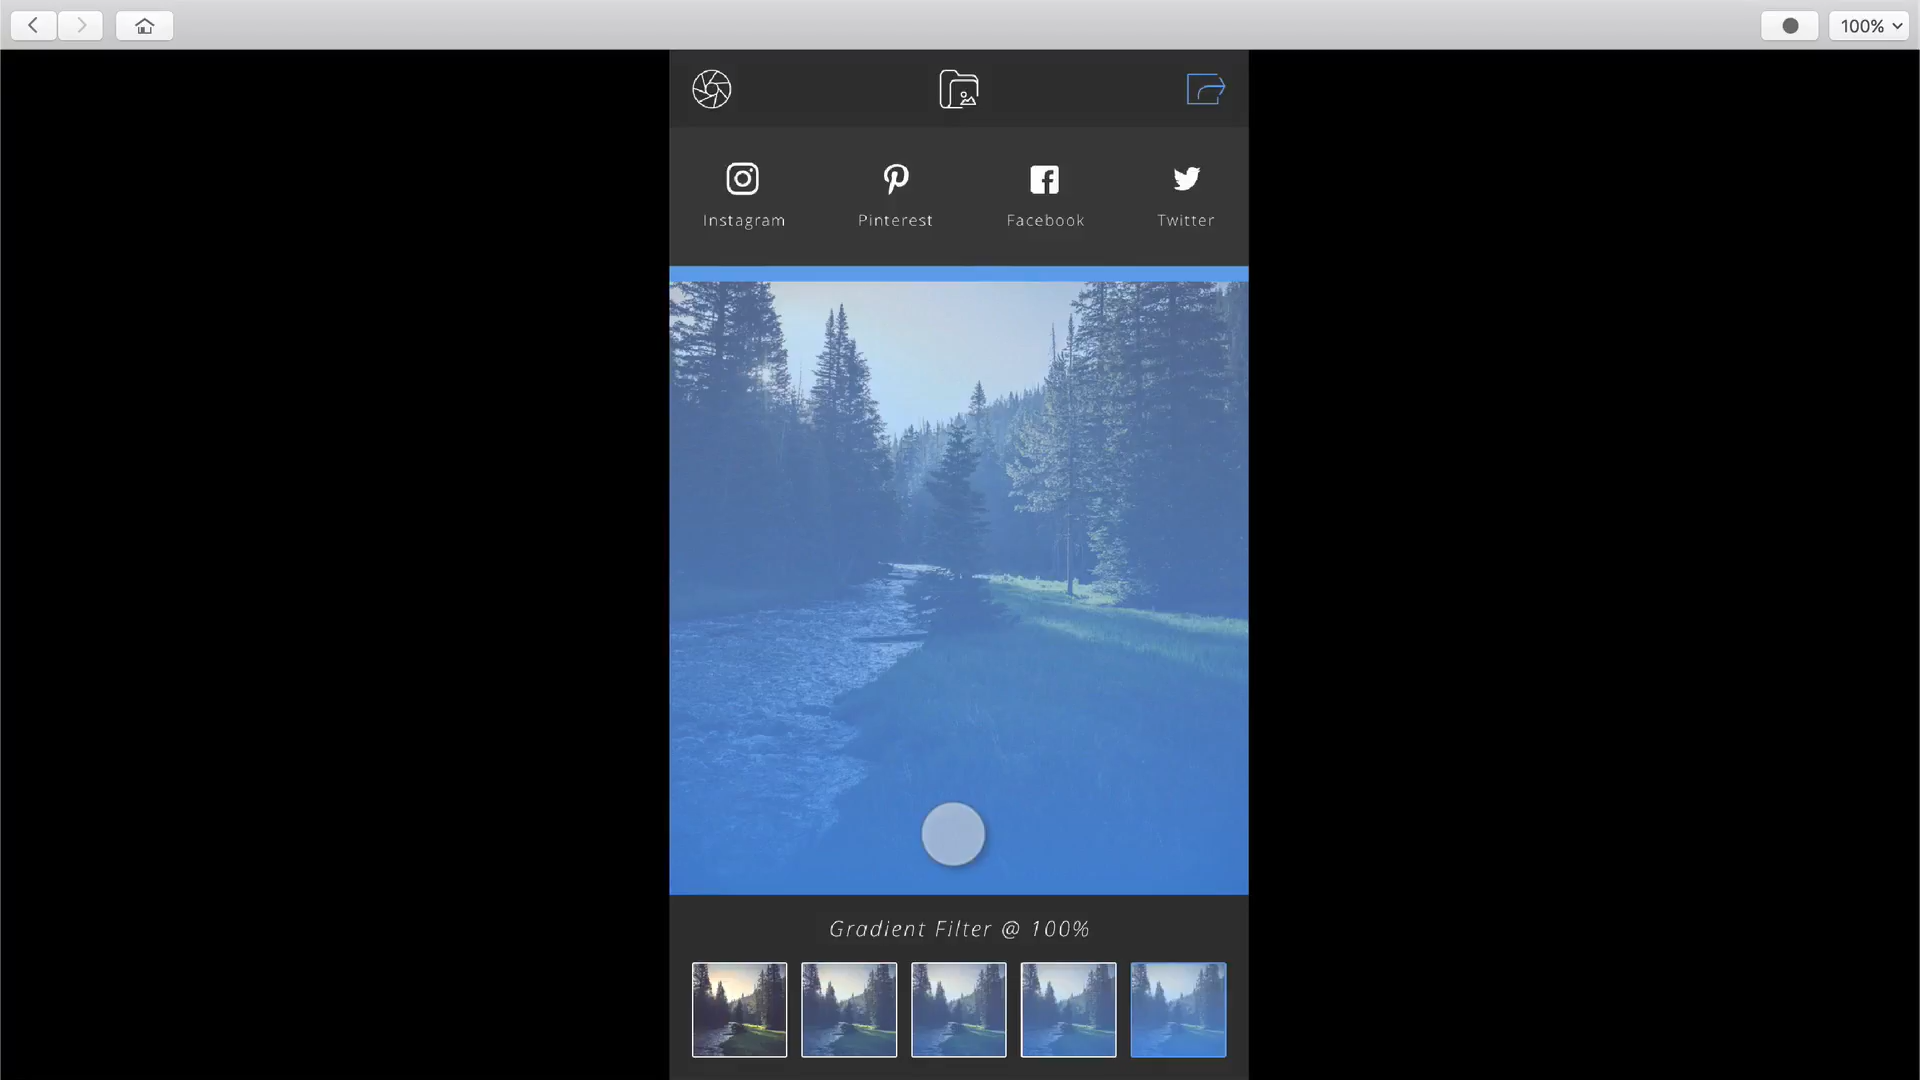 100%
Instagram
Pinterest
Facebook
Twitter
Gradient Filter @ 100%